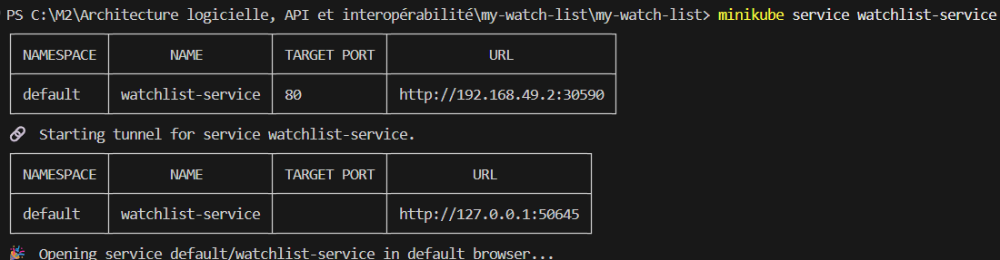 PS C:\M2\Architecture logicielle, API et interopérabilité\my-watch-list\my-watch-list> minikube service watchlist-service
NAMESPACE NAME TARGET PORT URL
default watchlist-service 80 http://192.168.49.2:30590
Starting tunnel for service watchlist-service.
NAMESPACE NAME TARGET PORT URL
default watchlist-service http://127.0.0.1:50645
Opening service default/watchlist-service in default browser...